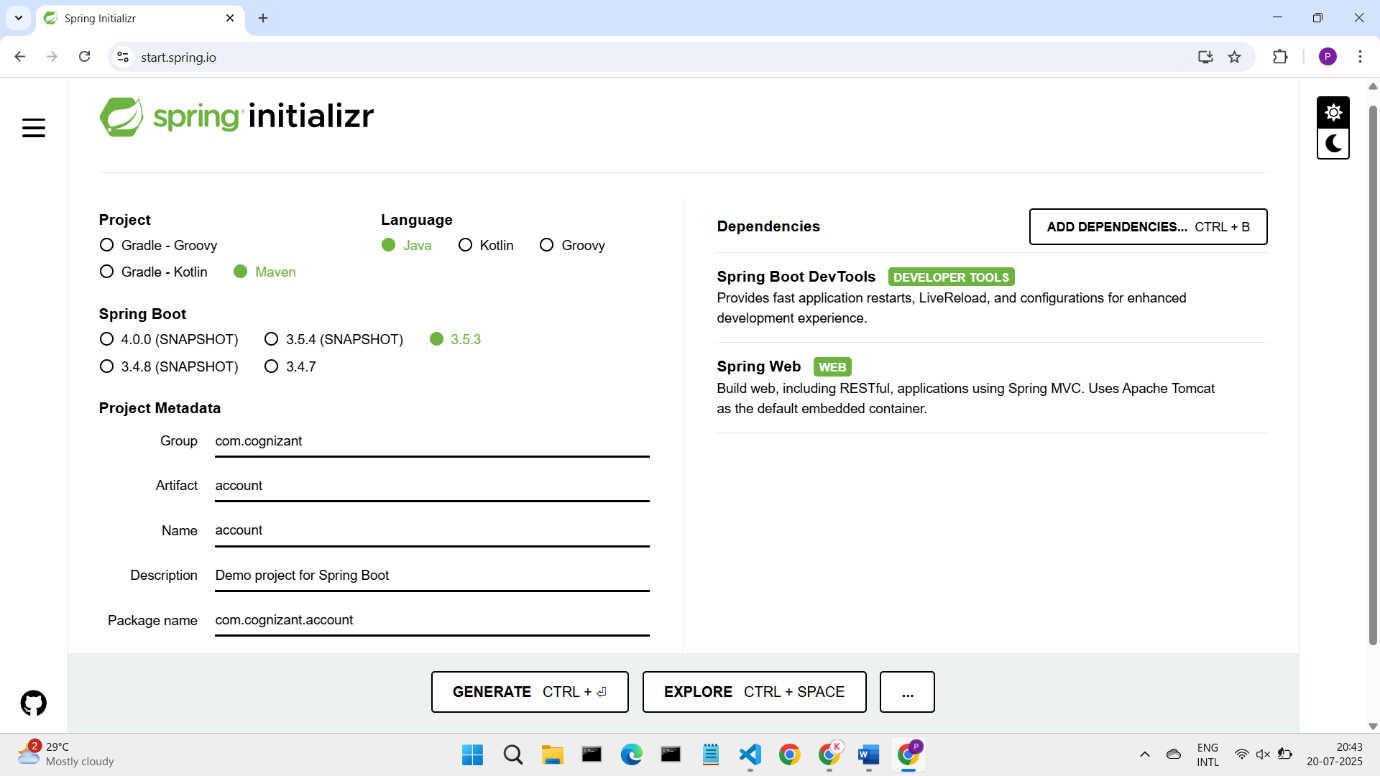 Spring Initializr
start.spring.io
P
spring initializr
Project
Gradle - Groovy
Gradle - Kotlin
Maven
Language
Java
Kotlin
Groovy
Spring Boot
4.0.0 (SNAPSHOT)
3.5.4 (SNAPSHOT)
3.5.3
3.4.8 (SNAPSHOT)
3.4.7
Project Metadata
Group com.cognizant
Artifact account
Name account
Description Demo project for Spring Boot
Package name com.cognizant.account
Dependencies
ADD DEPENDENCIES... CTRL + B
Spring Boot DevTools DEVELOPER TOOLS
Provides fast application restarts, LiveReload, and configurations for enhanced
development experience.
Spring Web WEB
Build web, including RESTful, applications using Spring MVC. Uses Apache Tomcat
as the default embedded container.
GENERATE CTRL + ⏎
EXPLORE CTRL + SPACE
...
2
29°C
Mostly cloudy
K
W
P
ENG
INTL
20:43
20-07-2025